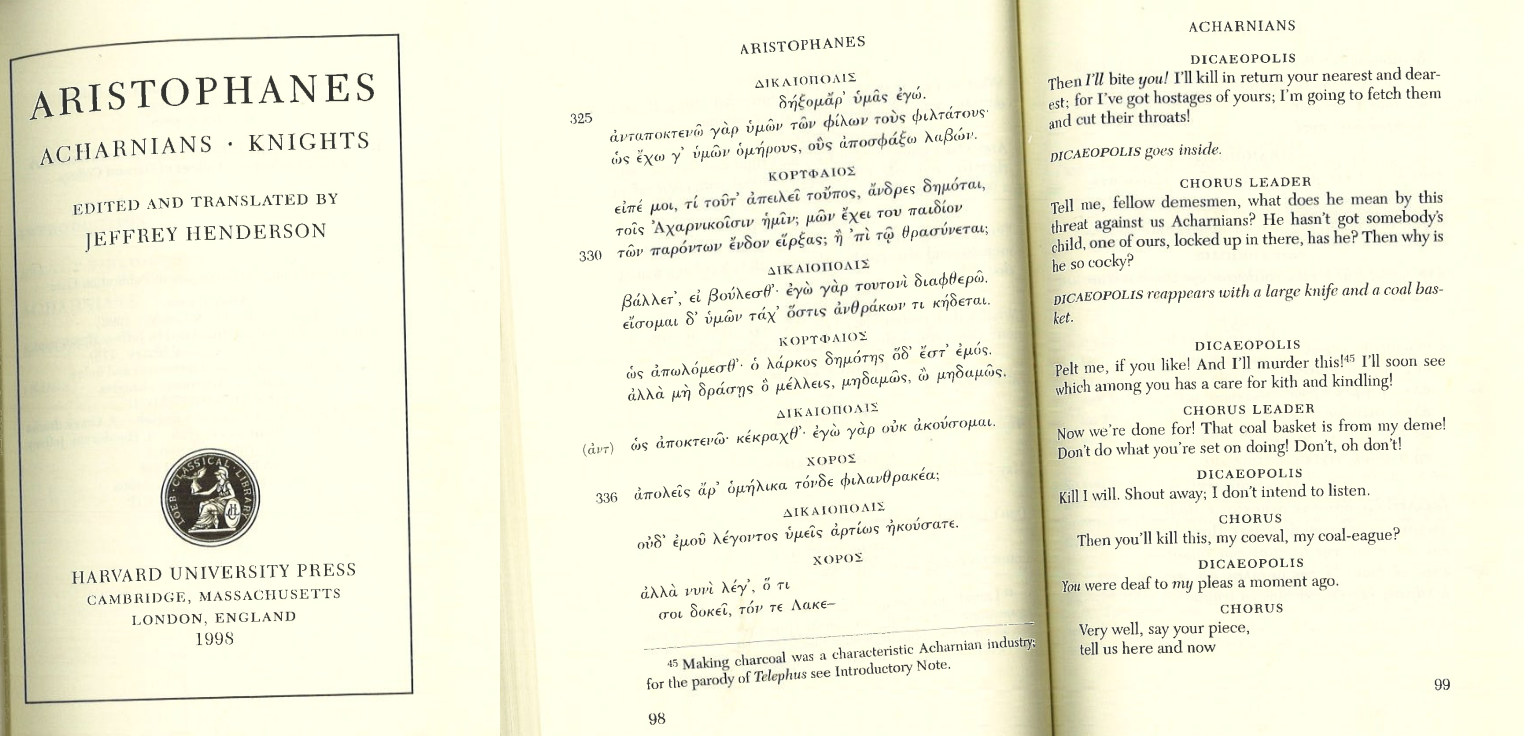 ARISTOPHANES
ACHARNIANS · KNIGHTS
EDITED AND TRANSLATED BY
JEFFREY HENDERSON
LOEB · CLASSICAL · LIBRARY
HARVARD UNIVERSITY PRESS
CAMBRIDGE, MASSACHUSETTS
LONDON, ENGLAND
1998
ARISTOPHANES
ΔΙΚΑΙΟΠΟΛΙΣ
δήξομἄρ’ ὑμᾶς ἐγώ.
325 ἀνταποκτενῶ γὰρ ὑμῶν τῶν φίλων τοὺς φιλτάτους·
ὡς ἔχω γ’ ὑμῶν ὁμήρους, οὓς ἀποσφάξω λαβών.
ΚΟΡΥΦΑΙΟΣ
εἰπέ μοι, τί τοῦτ’ ἀπειλεῖ τοὖπος, ἄνδρες δημόται,
τοῖς Ἀχαρνικοῖσιν ἡμῖν; μῶν ἔχει του παιδίον
330 τῶν παρόντων ἔνδον εἵρξας; ἢ ’πὶ τῷ θρασύνεται;
ΔΙΚΑΙΟΠΟΛΙΣ
βάλλετ’, εἰ βούλεσθ’· ἐγὼ γὰρ τουτονὶ διαφθερῶ.
εἴσομαι δ’ ὑμῶν τάχ’ ὅστις ἀνθράκων τι κήδεται.
ΚΟΡΥΦΑΙΟΣ
ὡς ἀπωλόμεσθ’· ὁ λάρκος δημότης ὅδ’ ἔστ’ ἐμός.
ἀλλὰ μὴ δράσῃς ὃ μέλλεις, μηδαμῶς, ὢ μηδαμῶς.
ΔΙΚΑΙΟΠΟΛΙΣ
(ἀντ) ὡς ἀποκτενῶ· κέκραχθ’· ἐγὼ γὰρ οὐκ ἀκούσομαι.
ΧΟΡΟΣ
336 ἀπολεῖς ἄρ’ ὁμήλικα τόνδε φιλανθρακέα;
ΔΙΚΑΙΟΠΟΛΙΣ
οὐδ’ ἐμοῦ λέγοντος ὑμεῖς ἀρτίως ἠκούσατε.
ΧΟΡΟΣ
ἀλλὰ νυνὶ λέγ’, ὅ τι
σοι δοκεῖ, τόν τε Λακε–
45 Making charcoal was a characteristic Acharnian industry;
for the parody of Telephus see Introductory Note.
98
ACHARNIANS
DICAEOPOLIS
Then I'll bite you! I'll kill in return your nearest and dear-
est; for I've got hostages of yours; I'm going to fetch them
and cut their throats!
DICAEOPOLIS goes inside.
CHORUS LEADER
Tell me, fellow demesmen, what does he mean by this
threat against us Acharnians? He hasn't got somebody's
child, one of ours, locked up in there, has he? Then why is
he so cocky?
DICAEOPOLIS reappears with a large knife and a coal bas-
ket.
DICAEOPOLIS
Pelt me, if you like! And I'll murder this!45 I'll soon see
which among you has a care for kith and kindling!
CHORUS LEADER
Now we're done for! That coal basket is from my deme!
Don't do what you're set on doing! Don't, oh don't!
DICAEOPOLIS
Kill I will. Shout away; I don't intend to listen.
CHORUS
Then you'll kill this, my coeval, my coal-eague?
DICAEOPOLIS
You were deaf to my pleas a moment ago.
CHORUS
Very well, say your piece,
tell us here and now
99